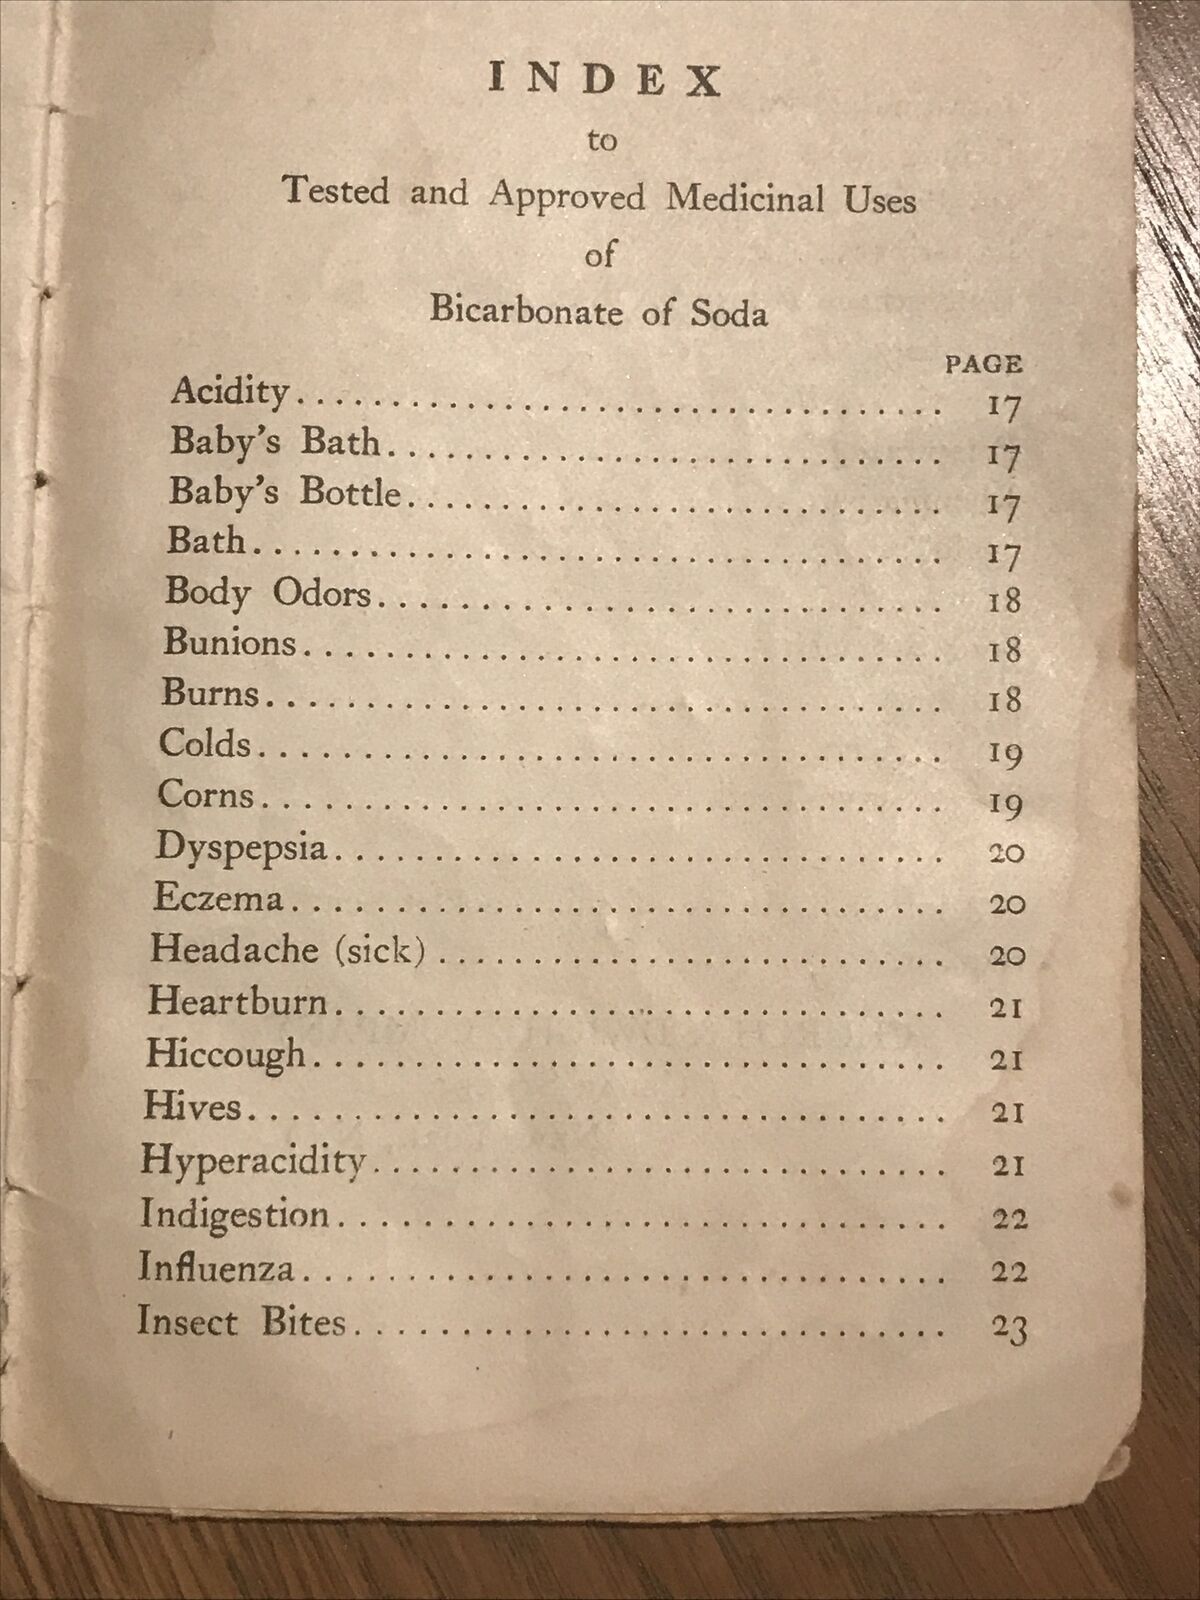 INDEX
to
Tested and Approved Medicinal Uses
of
Bicarbonate of Soda
PAGE
Acidity.................................. 17
Baby's Bath............................. 17
Baby's Bottle............................ 17
Bath.................................... 17
Body Odors............................. 18
Bunions................................. 18
Burns................................... 18
Colds................................... 19
Corns................................... 19
Dyspepsia............................... 20
Eczema................................. 20
Headache (sick)......................... 20
Heartburn............................... 21
Hiccough................................ 21
Hives................................... 21
Hyperacidity............................ 21
Indigestion.............................. 22
Influenza................................ 22
Insect Bites............................. 23